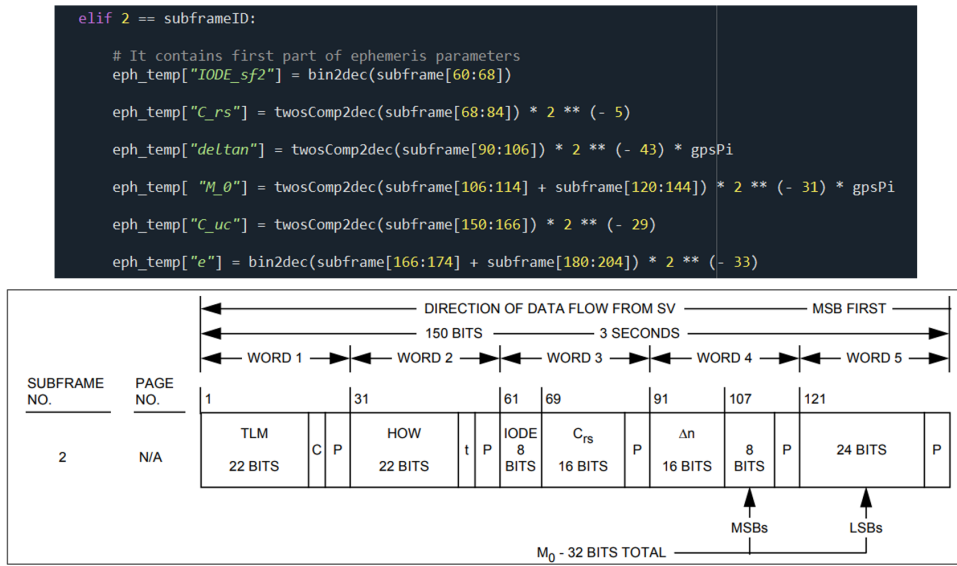 elif 2 == subframeID:
# It contains first part of ephemeris parameters
eph_temp["IODE_sf2"] = bin2dec(subframe[60:68])
eph_temp["C_rs"] = twosComp2dec(subframe[68:84]) * 2 ** (- 5)
eph_temp["deltan"] = twosComp2dec(subframe[90:106]) * 2 ** (- 43) * gpsPi
eph_temp[ "M_0"] = twosComp2dec(subframe[106:114] + subframe[120:144]) * 2 ** (- 31) * gpsPi
eph_temp["C_uc"] = twosComp2dec(subframe[150:166]) * 2 ** (- 29)
eph_temp["e"] = bin2dec(subframe[166:174] + subframe[180:204]) * 2 ** (- 33)
DIRECTION OF DATA FLOW FROM SV MSB FIRST
150 BITS 3 SECONDS
WORD 1 WORD 2 WORD 3 WORD 4 WORD 5
SUBFRAME NO.
PAGE NO.
1 31 61 69 91 107 121
2 N/A
TLM 22 BITS
C
P
HOW 22 BITS
t
P
IODE 8 BITS
Crs 16 BITS
P
Δn 16 BITS
8 BITS
P
24 BITS
P
MSBs LSBs
M0 - 32 BITS TOTAL